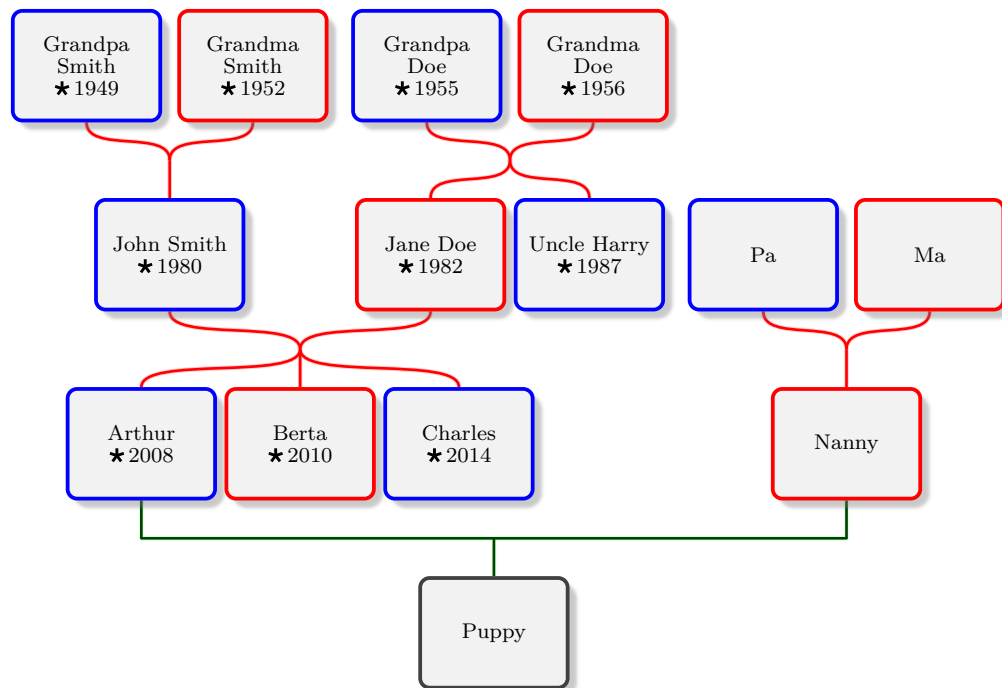 Grandpa
Smith
★1949
Grandma
Smith
★1952
Grandpa
Doe
★1955
Grandma
Doe
★1956
John Smith
★1980
Jane Doe
★1982
Uncle Harry
★1987
Pa
Ma
Arthur
★2008
Berta
★2010
Charles
★2014
Nanny
Puppy